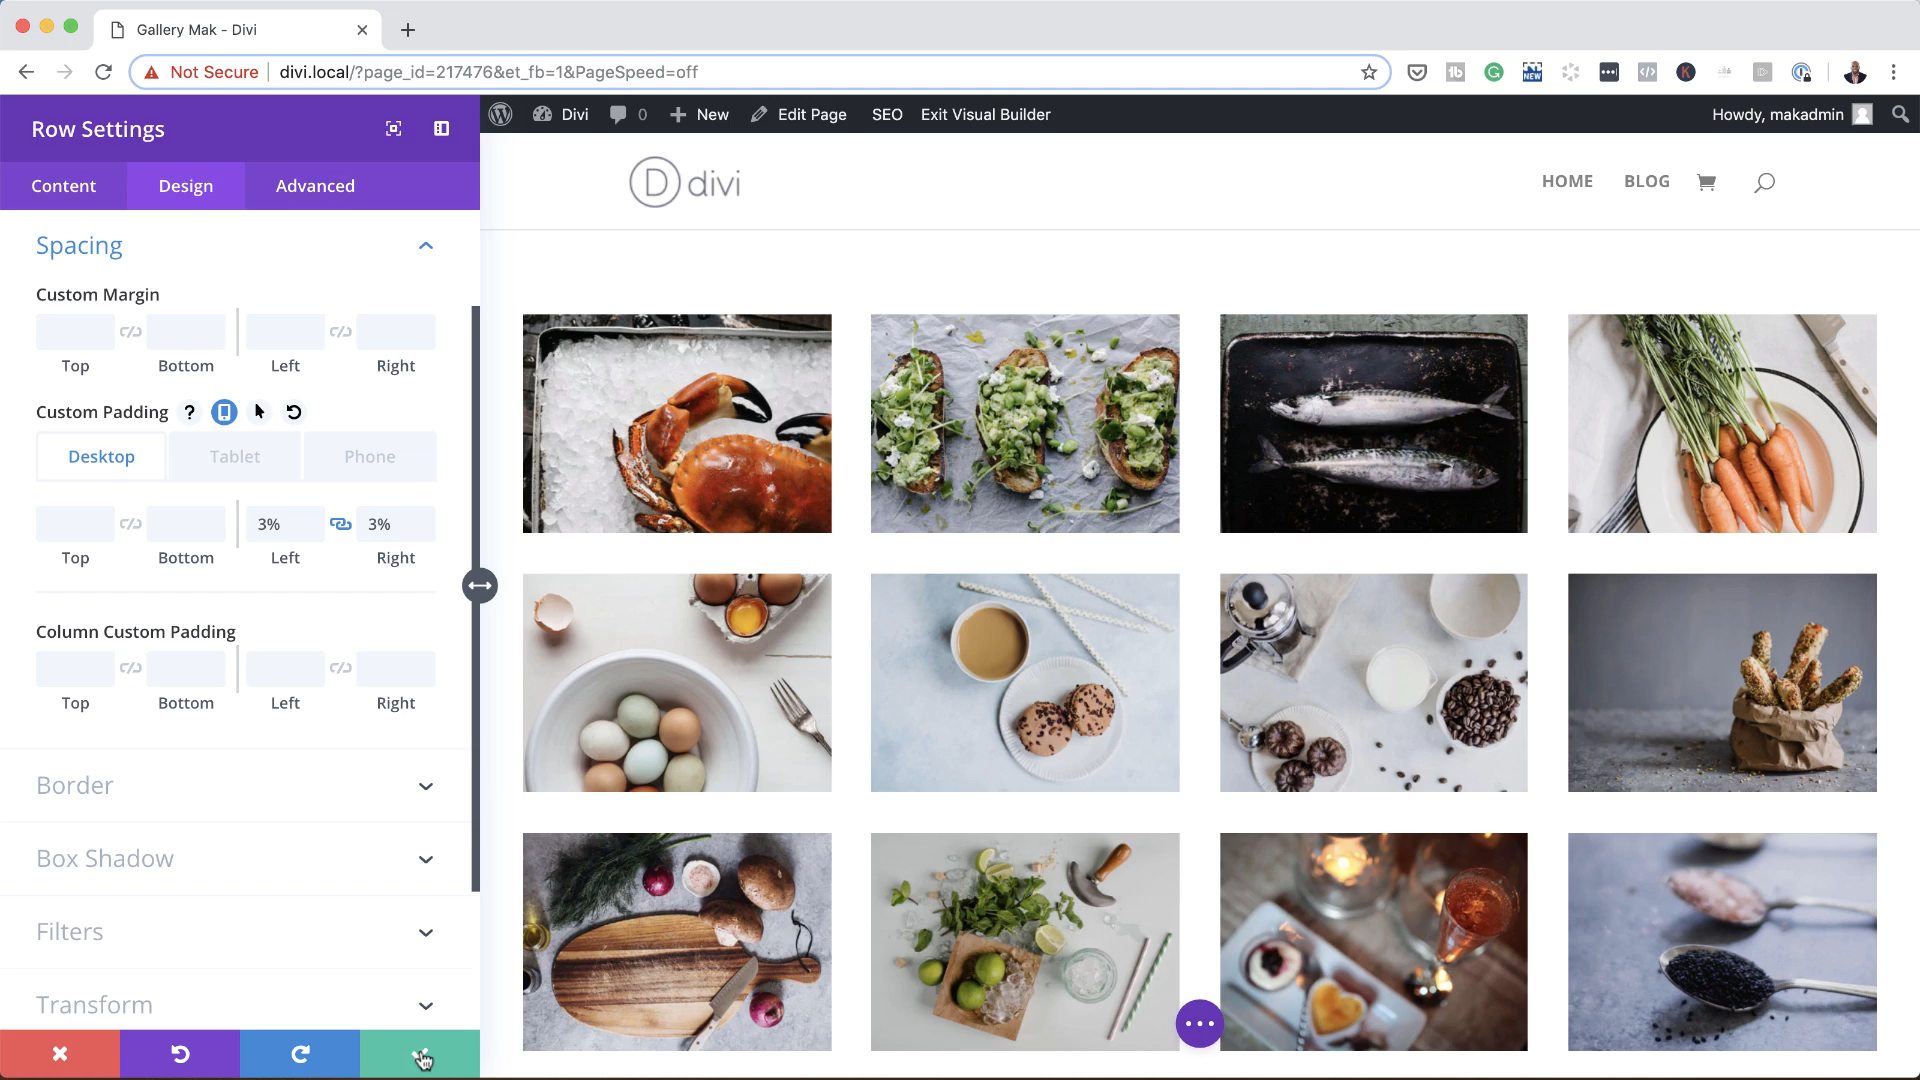 Gallery Mak - Divi
Not Secure divi.local/?page_id=217476&et_fb=1&PageSpeed=off
Row Settings
Content Design Advanced
Spacing
Custom Margin
Top Bottom Left Right
Custom Padding ?
Desktop Tablet Phone
3% 3%
Top Bottom Left Right
Column Custom Padding
Top Bottom Left Right
Border
Box Shadow
Filters
Transform
Divi 0 New Edit Page SEO Exit Visual Builder Howdy, makadmin
D divi
HOME BLOG